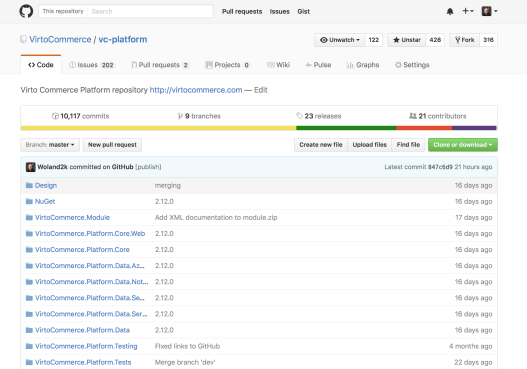 This repository Search Pull requests Issues Gist
VirtoCommerce / vc-platform Unwatch 122 Unstar 428 Fork 316
Code Issues 202 Pull requests 2 Projects 0 Wiki Pulse Graphs Settings
Virto Commerce Platform repository http://virtocommerce.com — Edit
10,117 commits 9 branches 23 releases 21 contributors
Branch: master New pull request Create new file Upload files Find file Clone or download
Woland2k committed on GitHub [publish] Latest commit 847c6d9 21 hours ago
Design merging 16 days ago
NuGet 2.12.0 16 days ago
VirtoCommerce.Module Add XML documentation to module.zip 17 days ago
VirtoCommerce.Platform.Core.Web 2.12.0 16 days ago
VirtoCommerce.Platform.Core 2.12.0 16 days ago
VirtoCommerce.Platform.Data.Az... 2.12.0 16 days ago
VirtoCommerce.Platform.Data.Not... 2.12.0 16 days ago
VirtoCommerce.Platform.Data.Se... 2.12.0 16 days ago
VirtoCommerce.Platform.Data.Ser... 2.12.0 16 days ago
VirtoCommerce.Platform.Data 2.12.0 16 days ago
VirtoCommerce.Platform.Testing FIxed links to GitHub 4 months ago
VirtoCommerce.Platform.Tests Merge branch 'dev' 22 days ago